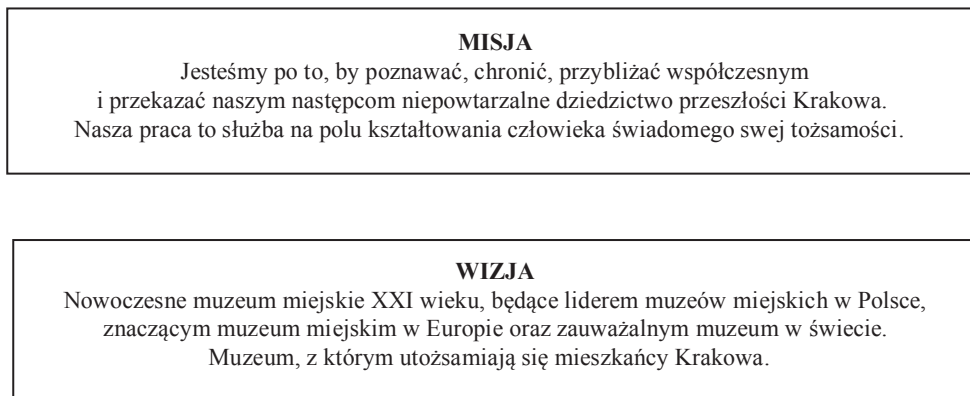 MISJA
Jesteśmy po to, by poznawać, chronić, przybliżać współczesnym
i przekazać naszym następcom niepowtarzalne dziedzictwo przeszłości Krakowa.
Nasza praca to służba na polu kształtowania człowieka świadomego swej tożsamości.
WIZJA
Nowoczesne muzeum miejskie XXI wieku, będące liderem muzeów miejskich w Polsce,
znaczącym muzeum miejskim w Europie oraz zauważalnym muzeum w świecie.
Muzeum, z którym utożsamiają się mieszkańcy Krakowa.